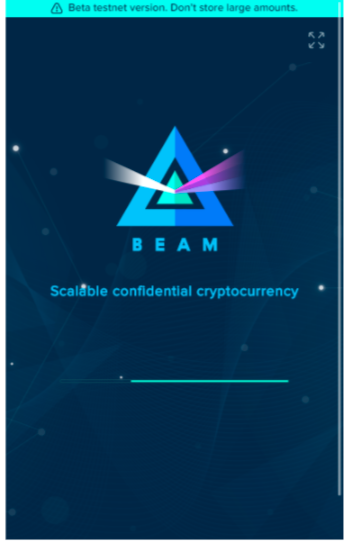 Beta testnet version. Don't store large amounts.
BEAM
Scalable confidential cryptocurrency